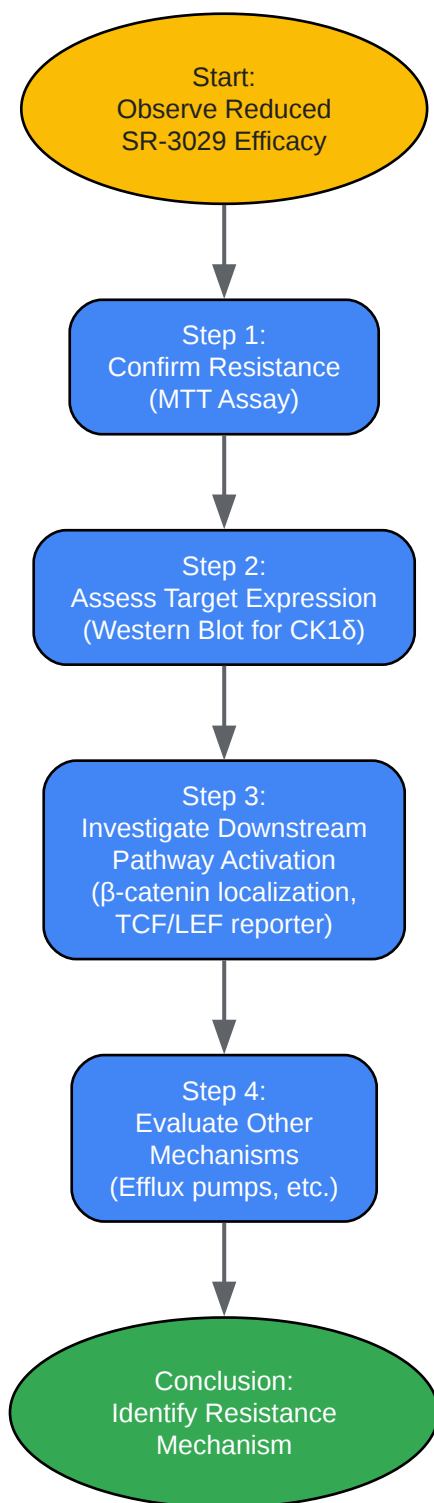 Start:
Observe Reduced
SR-3029 Efficacy
Step 1:
Confirm Resistance
(MTT Assay)
Step 2:
Assess Target Expression
(Western Blot for CK1δ)
Step 3:
Investigate Downstream
Pathway Activation
(β-catenin localization,
TCF/LEF reporter)
Step 4:
Evaluate Other
Mechanisms
(Efflux pumps, etc.)
Conclusion:
Identify Resistance
Mechanism